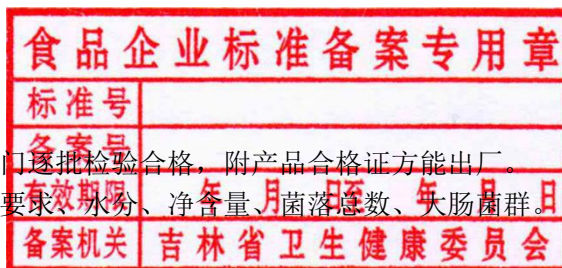 食品企业标准备案专用章
标准号
备案号
门逐批检验合格，附产品合格证方能出厂。
有效期限 年 月 日至 年 月 日
要求、水分、净含量、菌落总数、大肠菌群。
备案机关 吉林省卫生健康委员会